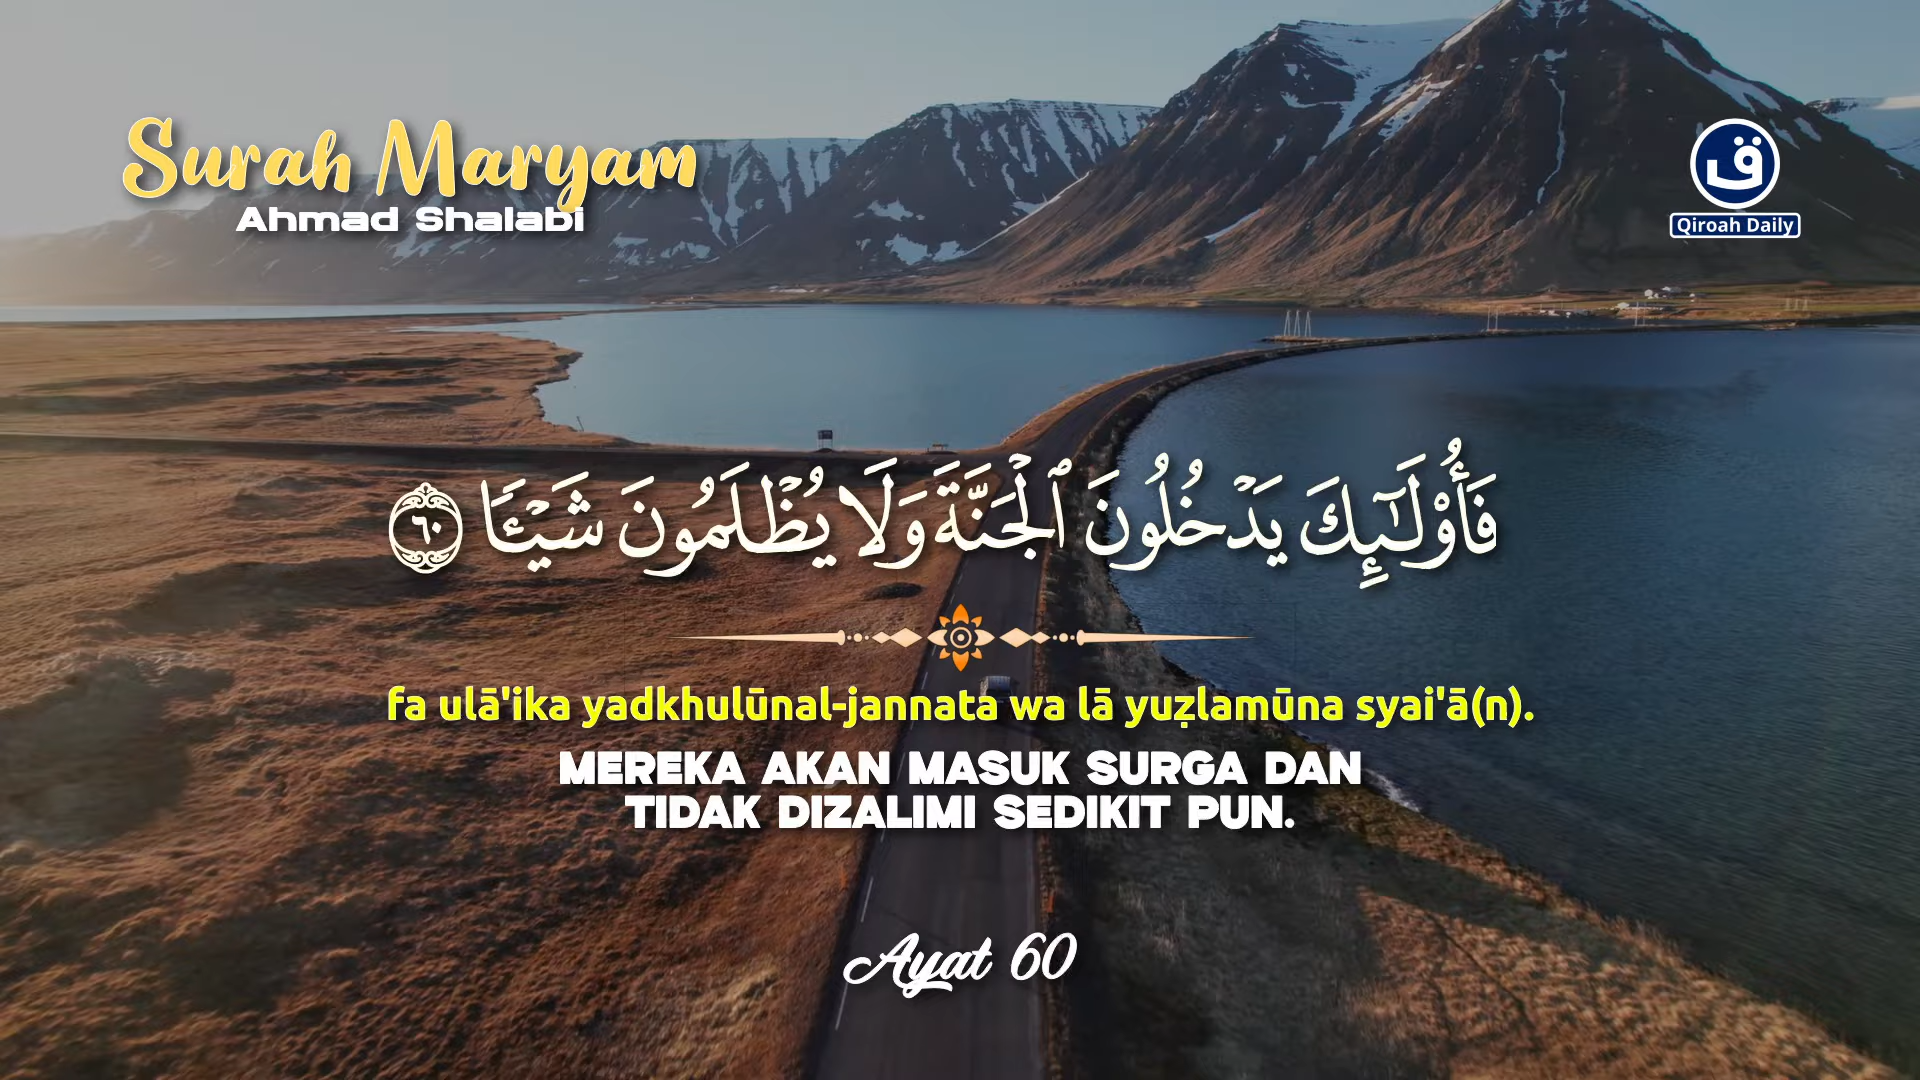 Surah Maryam
Ahmad Shalabi
ق
Qiroah Daily
فَأُو۟لَـٰٓئِكَ يَدْخُلُونَ ٱلْجَنَّةَ وَلَا يُظْلَمُونَ شَيْـًٔا ٦٠
fa ulā'ika yadkhulūnal-jannata wa lā yuẓlamūna syai'ā(n).
MEREKA AKAN MASUK SURGA DAN
TIDAK DIZALIMI SEDIKIT PUN.
Ayat 60